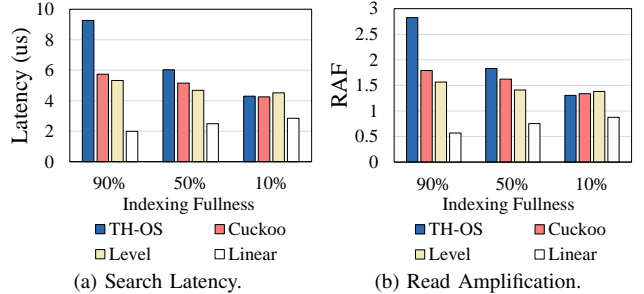 Latency (us)
10
8
6
4
2
0
90%
50%
10%
Indexing Fullness
TH-OS
Cuckoo
Level
Linear
(a) Search Latency.
RAF
3
2.5
2
1.5
1
0.5
0
90%
50%
10%
Indexing Fullness
TH-OS
Cuckoo
Level
Linear
(b) Read Amplification.